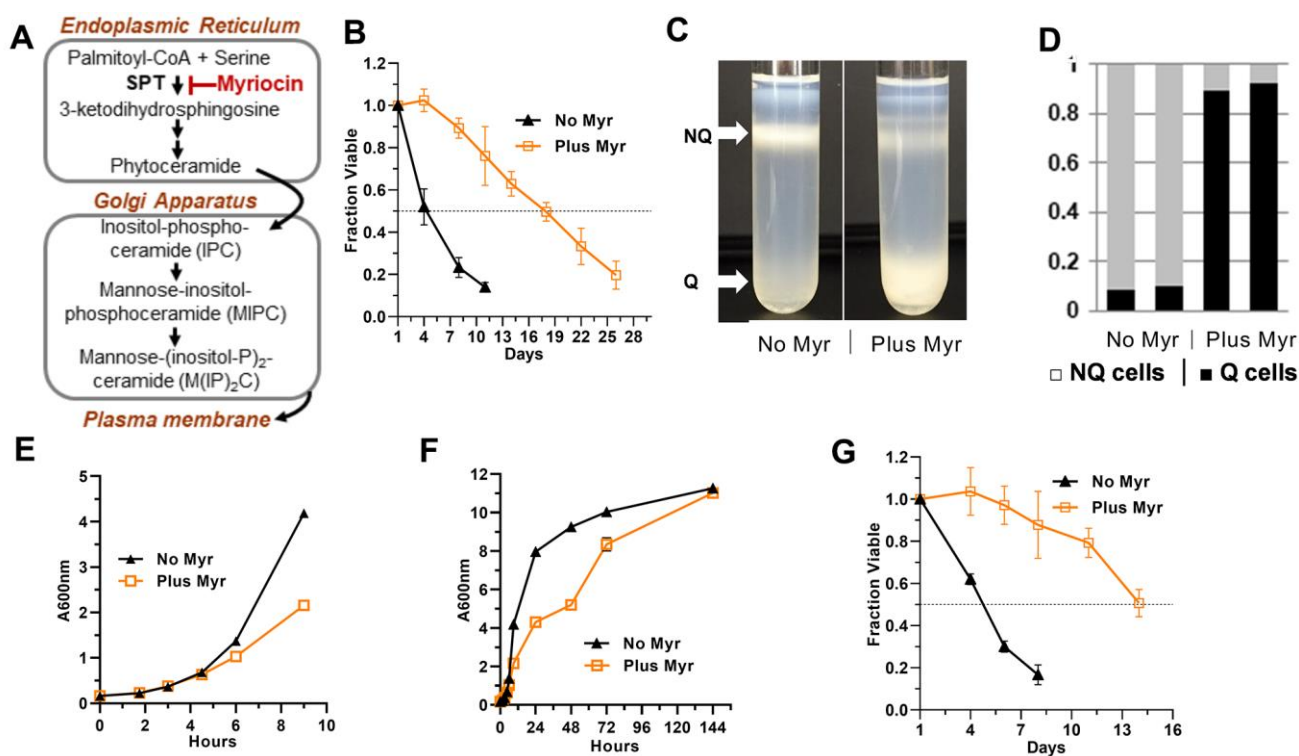 A
Endoplasmic Reticulum
Palmitoyl-CoA + Serine
SPT
Myriocin
3-ketodihydrosphingosine
Phytoceramide
Golgi Apparatus
Inositol-phospho-
ceramide (IPC)
Mannose-inositol-
phosphoceramide (MIPC)
Mannose-(inositol-P)2-
ceramide (M(IP)2C)
Plasma membrane
B
Fraction Viable
1.2
1.0
0.8
0.6
0.4
0.2
0.0
No Myr
Plus Myr
1 4 7 10 13 16 19 22 25 28
Days
C
NQ
Q
No Myr | Plus Myr
D
1
0.8
0.6
0.4
0.2
0
No Myr | Plus Myr
NQ cells | Q cells
E
A600nm
5
4
3
2
1
0
No Myr
Plus Myr
0 2 4 6 8 10
Hours
F
A600nm
12
10
8
6
4
2
0
No Myr
Plus Myr
0 24 48 72 96 120 144
Hours
G
Fraction Viable
1.2
1.0
0.8
0.6
0.4
0.2
0.0
No Myr
Plus Myr
1 4 7 10 13 16
Days